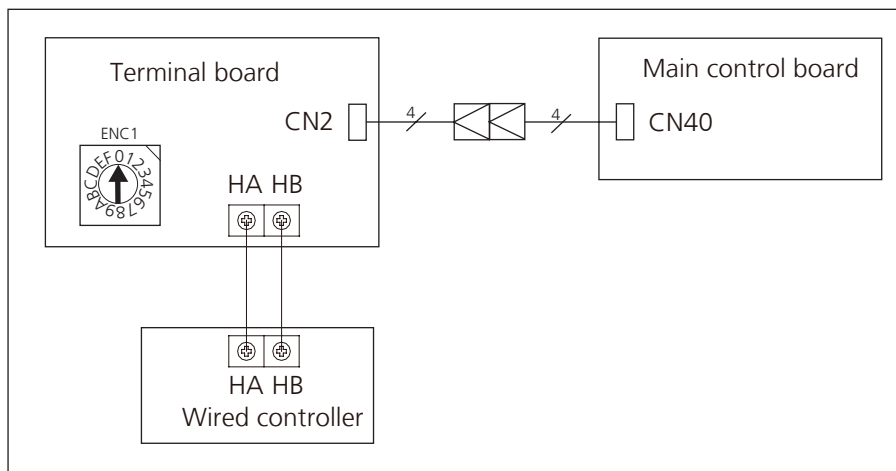 Terminal board
Main control board
CN2
4
4
CN40
ENC1
0123456789ABCDEF
HA HB
HA HB
Wired controller